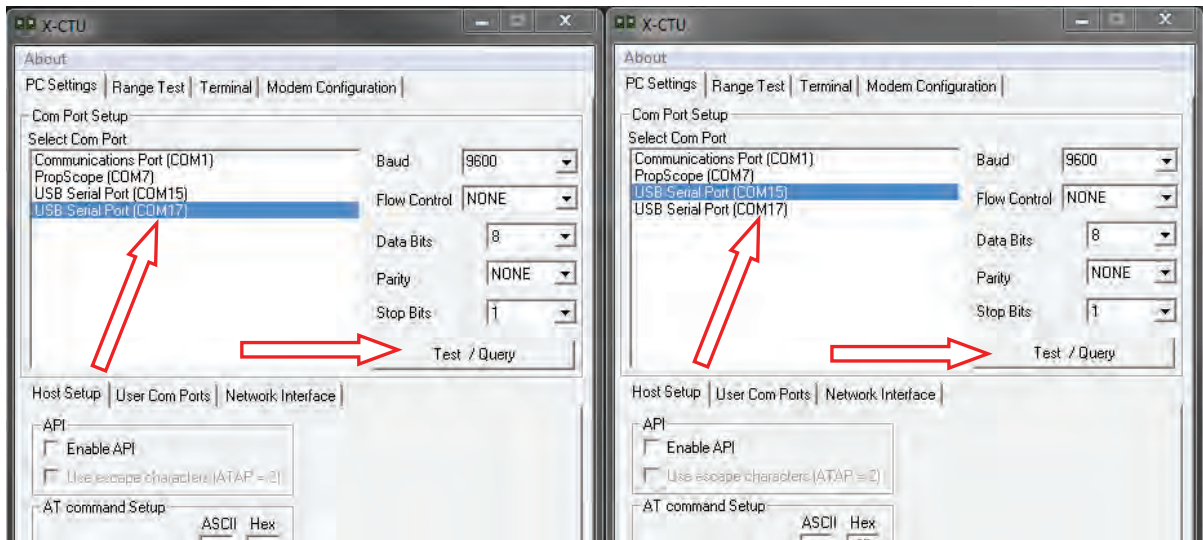 X-CTU
About
PC Settings Range Test Terminal Modem Configuration
Com Port Setup
Select Com Port
Communications Port (COM1)
PropScope (COM7)
USB Serial Port (COM15)
USB Serial Port (COM17)
Baud 9600
Flow Control NONE
Data Bits 8
Parity NONE
Stop Bits 1
Test / Query
Host Setup User Com Ports Network Interface
API
Enable API
Use escape characters (ATAP = 2)
AT command Setup
ASCII Hex
X-CTU
About
PC Settings Range Test Terminal Modem Configuration
Com Port Setup
Select Com Port
Communications Port (COM1)
PropScope (COM7)
USB Serial Port (COM15)
USB Serial Port (COM17)
Baud 9600
Flow Control NONE
Data Bits 8
Parity NONE
Stop Bits 1
Test / Query
Host Setup User Com Ports Network Interface
API
Enable API
Use escape characters (ATAP = 2)
AT command Setup
ASCII Hex